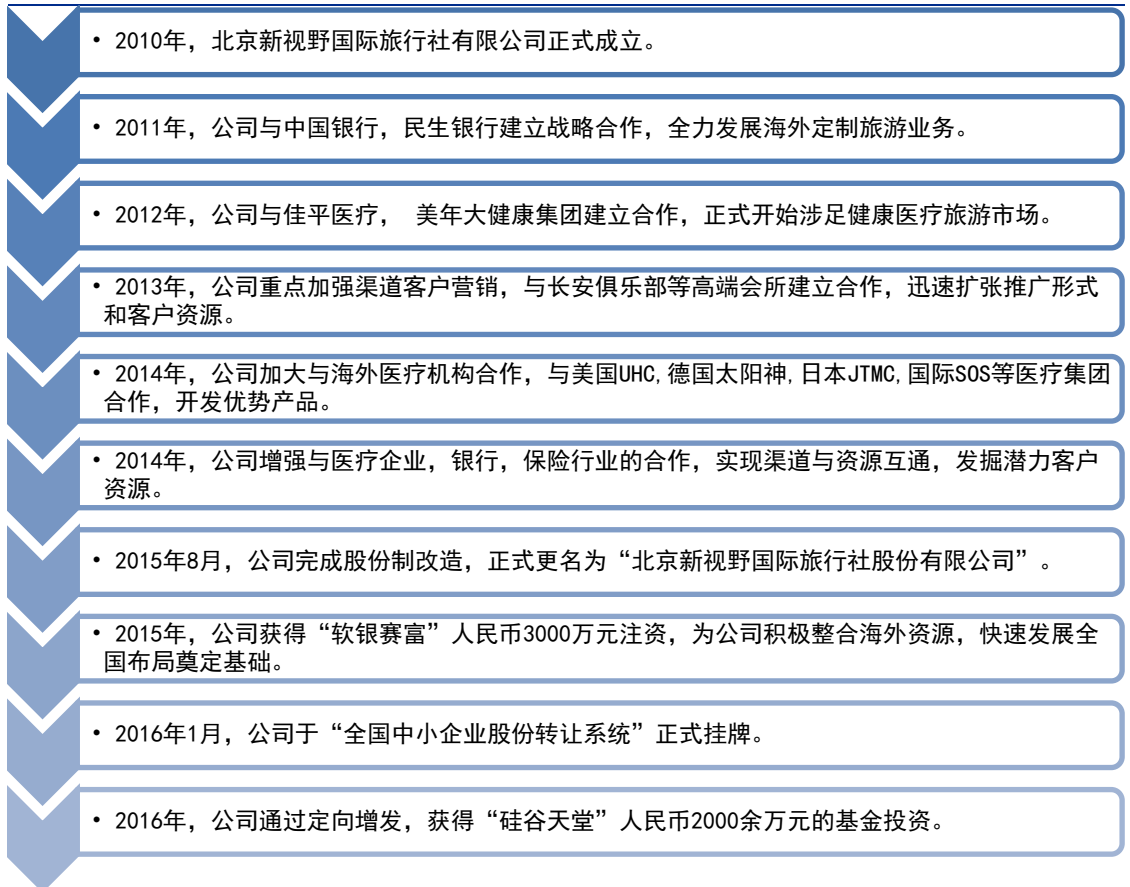 • 2010年，北京新视野国际旅行社有限公司正式成立。
• 2011年，公司与中国银行，民生银行建立战略合作，全力发展海外定制旅游业务。
• 2012年，公司与佳平医疗， 美年大健康集团建立合作，正式开始涉足健康医疗旅游市场。
• 2013年，公司重点加强渠道客户营销，与长安俱乐部等高端会所建立合作，迅速扩张推广形式
和客户资源。
• 2014年，公司加大与海外医疗机构合作，与美国UHC,德国太阳神,日本JTMC,国际SOS等医疗集团
合作，开发优势产品。
• 2014年，公司增强与医疗企业，银行，保险行业的合作，实现渠道与资源互通，发掘潜力客户
资源。
• 2015年8月，公司完成股份制改造，正式更名为“北京新视野国际旅行社股份有限公司”。
• 2015年，公司获得“软银赛富”人民币3000万元注资，为公司积极整合海外资源，快速发展全
国布局奠定基础。
• 2016年1月，公司于“全国中小企业股份转让系统”正式挂牌。
• 2016年，公司通过定向增发，获得“硅谷天堂”人民币2000余万元的基金投资。